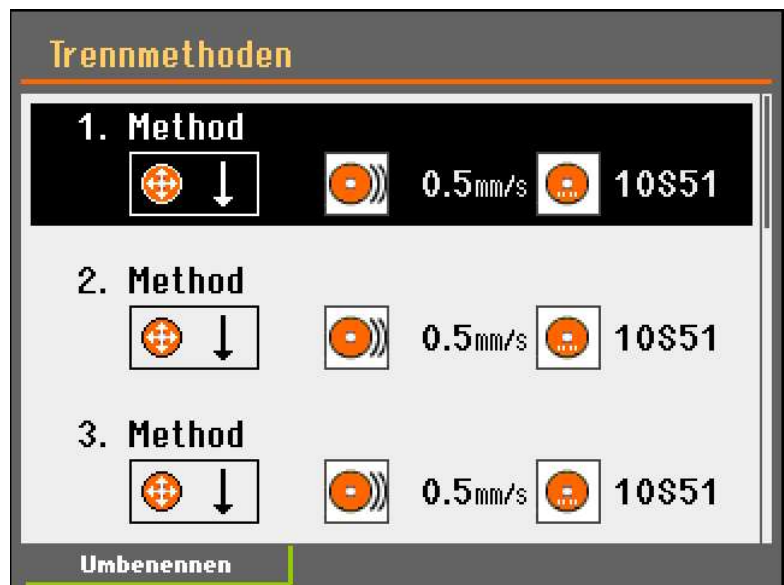 Trennmethoden
1. Method
0.5mm/s 10S51
2. Method
0.5mm/s 10S51
3. Method
0.5mm/s 10S51
Umbenennen